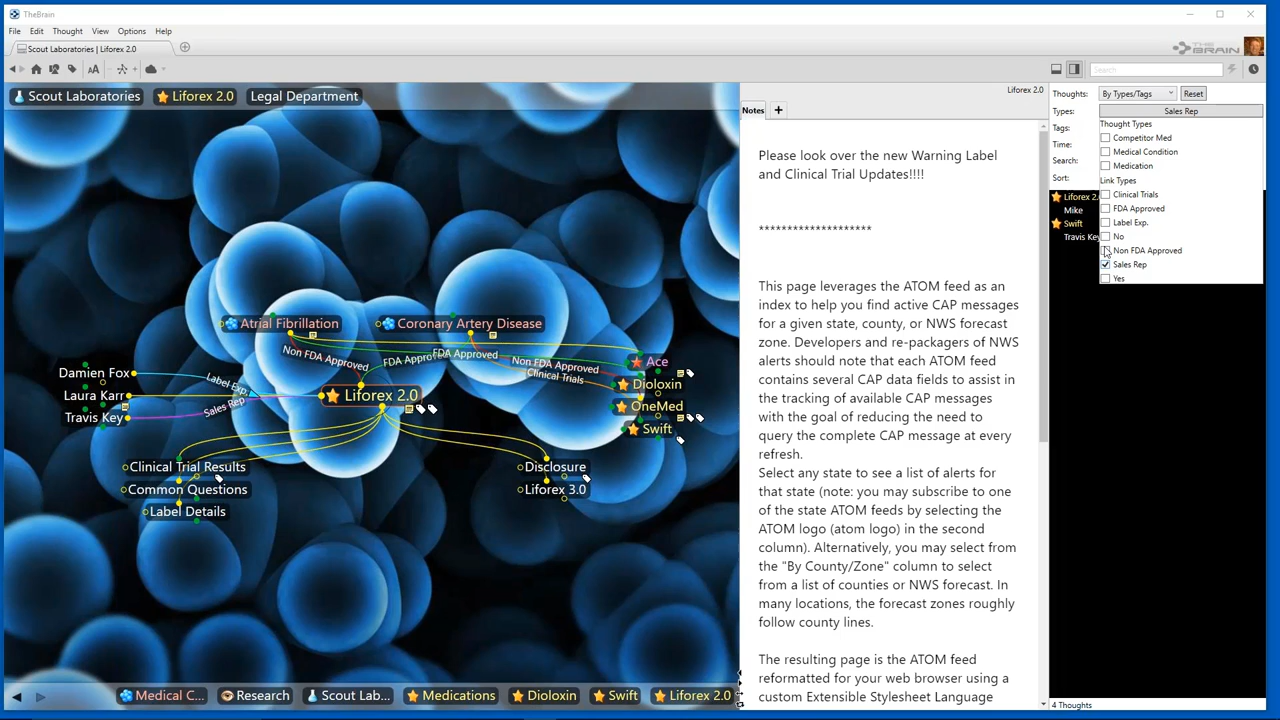 TheBrain
File Edit Thought View Options Help
Scout Laboratories | Liforex 2.0
THE BRAIN
AA
Search
Scout Laboratories Liforex 2.0 Legal Department
Atrial Fibrillation
Coronary Artery Disease
Non FDA Approved
FDA Approved
FDA Approved
Non FDA Approved
Clinical Trials
Ace
Dioloxin
OneMed
Swift
Damien Fox
Laura Karr
Travis Key
Label Exp.
Sales Rep
Liforex 2.0
Clinical Trial Results
Common Questions
Label Details
Disclosure
Liforex 3.0
Medical C... Research Scout Lab... Medications Dioloxin Swift Liforex 2.0
Liforex 2.0
Notes
Please look over the new Warning Label
and Clinical Trial Updates!!!!
********************
This page leverages the ATOM feed as an
index to help you find active CAP messages
for a given state, county, or NWS forecast
zone. Developers and re-packagers of NWS
alerts should note that each ATOM feed
contains several CAP data fields to assist in
the tracking of available CAP messages
with the goal of reducing the need to
query the complete CAP message at every
refresh.
Select any state to see a list of alerts for
that state (note: you may subscribe to one
of the state ATOM feeds by selecting the
ATOM logo (atom logo) in the second
column). Alternatively, you may select from
the "By County/Zone" column to select
from a list of counties or NWS forecast. In
many locations, the forecast zones roughly
follow county lines.
The resulting page is the ATOM feed
reformatted for your web browser using a
custom Extensible Stylesheet Language
Thoughts: By Types/Tags Reset
Types: Sales Rep
Tags:
Time:
Search:
Sort:
Thought Types
Competitor Med
Medical Condition
Medication
Link Types
Clinical Trials
FDA Approved
Label Exp.
No
Non FDA Approved
Sales Rep
Yes
Liforex 2.
Mike
Swift
Travis Key
4 Thoughts